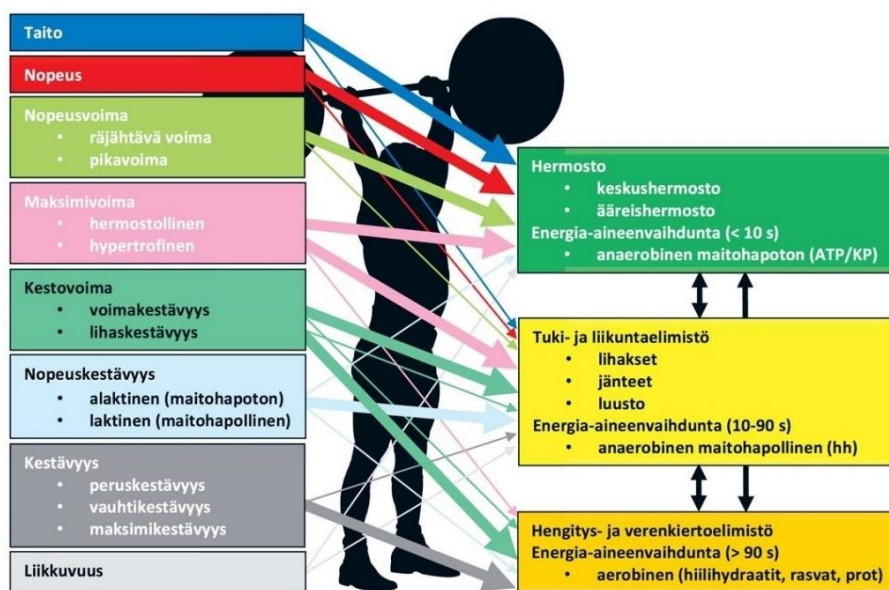 Taito
Nopeus
Nopeusvoima
• räjähtävä voima
• pikavoima
Maksimivoima
• hermostollinen
• hypertrofinen
Kestovoima
• voimakestävyys
• lihaskestävyys
Nopeuskestävyys
• alaktinen (maitohapoton)
• laktinen (maitohapollinen)
Kestävyys
• peruskestävyys
• vauhtikestävyys
• maksimikestävyys
Liikkuvuus
Hermosto
• keskushermosto
• ääreishermosto
Energia-aineenvaihdunta (< 10 s)
• anaerobinen maitohapoton (ATP/KP)
Tuki- ja liikuntaelimistö
• lihakset
• jänteet
• luusto
Energia-aineenvaihdunta (10-90 s)
• anaerobinen maitohapollinen (hh)
Hengitys- ja verenkiertoelimistö
Energia-aineenvaihdunta (> 90 s)
• aerobinen (hiilihydraatit, rasvat, prot)